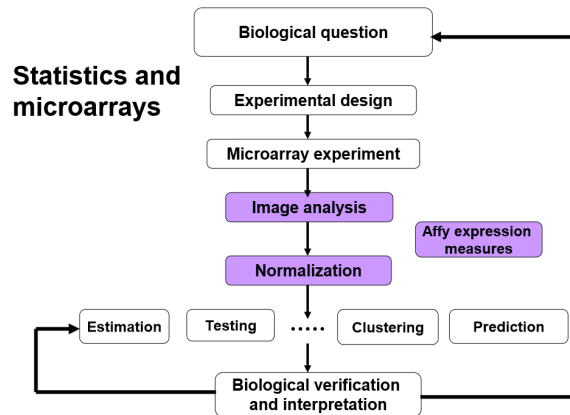 Biological question
Statistics and
microarrays
Experimental design
Microarray experiment
Image analysis
Affy expression
measures
Normalization
Estimation
Testing
.....
Clustering
Prediction
Biological verification
and interpretation